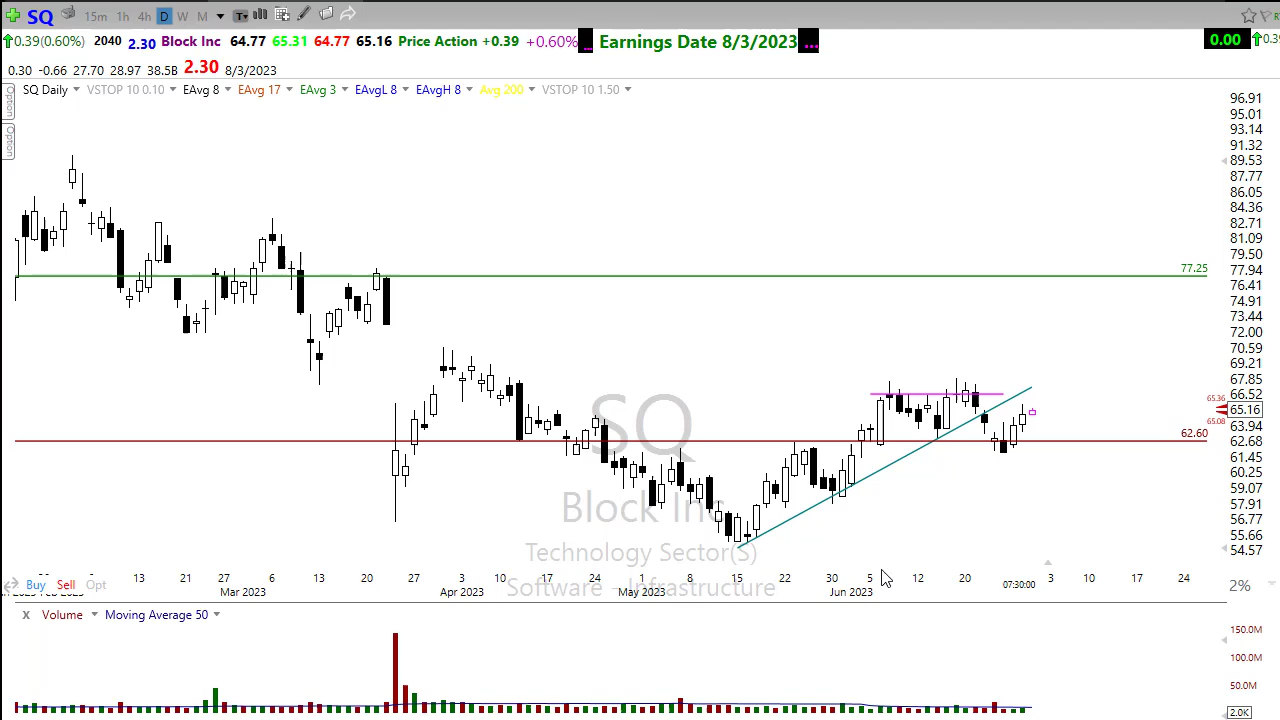 SQ 15m 1h 4h D W M T
0.39(0.60%) 2040 2.30 Block Inc 64.77 65.31 64.77 65.16 Price Action +0.39 +0.60% ... Earnings Date 8/3/2023 ... 0.00
0.30 -0.66 27.70 28.97 38.5B 2.30 8/3/2023
SQ Daily VSTOP 10 0.10 EAvg 8 EAvg 17 EAvg 3 EAvgL 8 EAvgH 8 Avg 200 VSTOP 10 1.50
Option
Option
96.91
95.01
93.14
91.32
89.53
87.77
86.05
84.36
82.71
81.09
79.50
77.94
77.25
76.41
74.91
73.44
72.00
70.59
69.21
67.85
66.52
65.36
65.16
65.08
63.94
62.60
62.68
61.45
60.25
59.07
57.91
56.77
55.66
54.57
SQ
Block Inc
Technology Sector(S)
Software - Infrastructure
13 21 27 6 13 20 27 3 10 17 24 1 8 15 22 30 5 12 20 07:30:00 3 10 17 24
Buy Sell Opt 2%
Mar 2023 Apr 2023 May 2023 Jun 2023
X Volume Moving Average 50
150.0M
100.0M
50.0M
2.0K